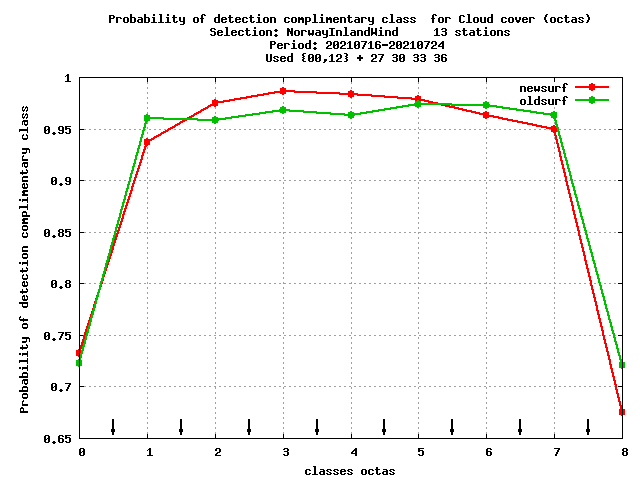 Probability of detection complimentary class  for Cloud cover (octas)
Selection: NorwayInlandWind     13 stations
Period: 20210716-20210724
Used {00,12} + 27 30 33 36
newsurf
oldsurf
Probability of detection complimentary class
1
0,95
0,9
0,85
0,8
0,75
0,7
0,65
0 1 2 3 4 5 6 7 8
classes octas